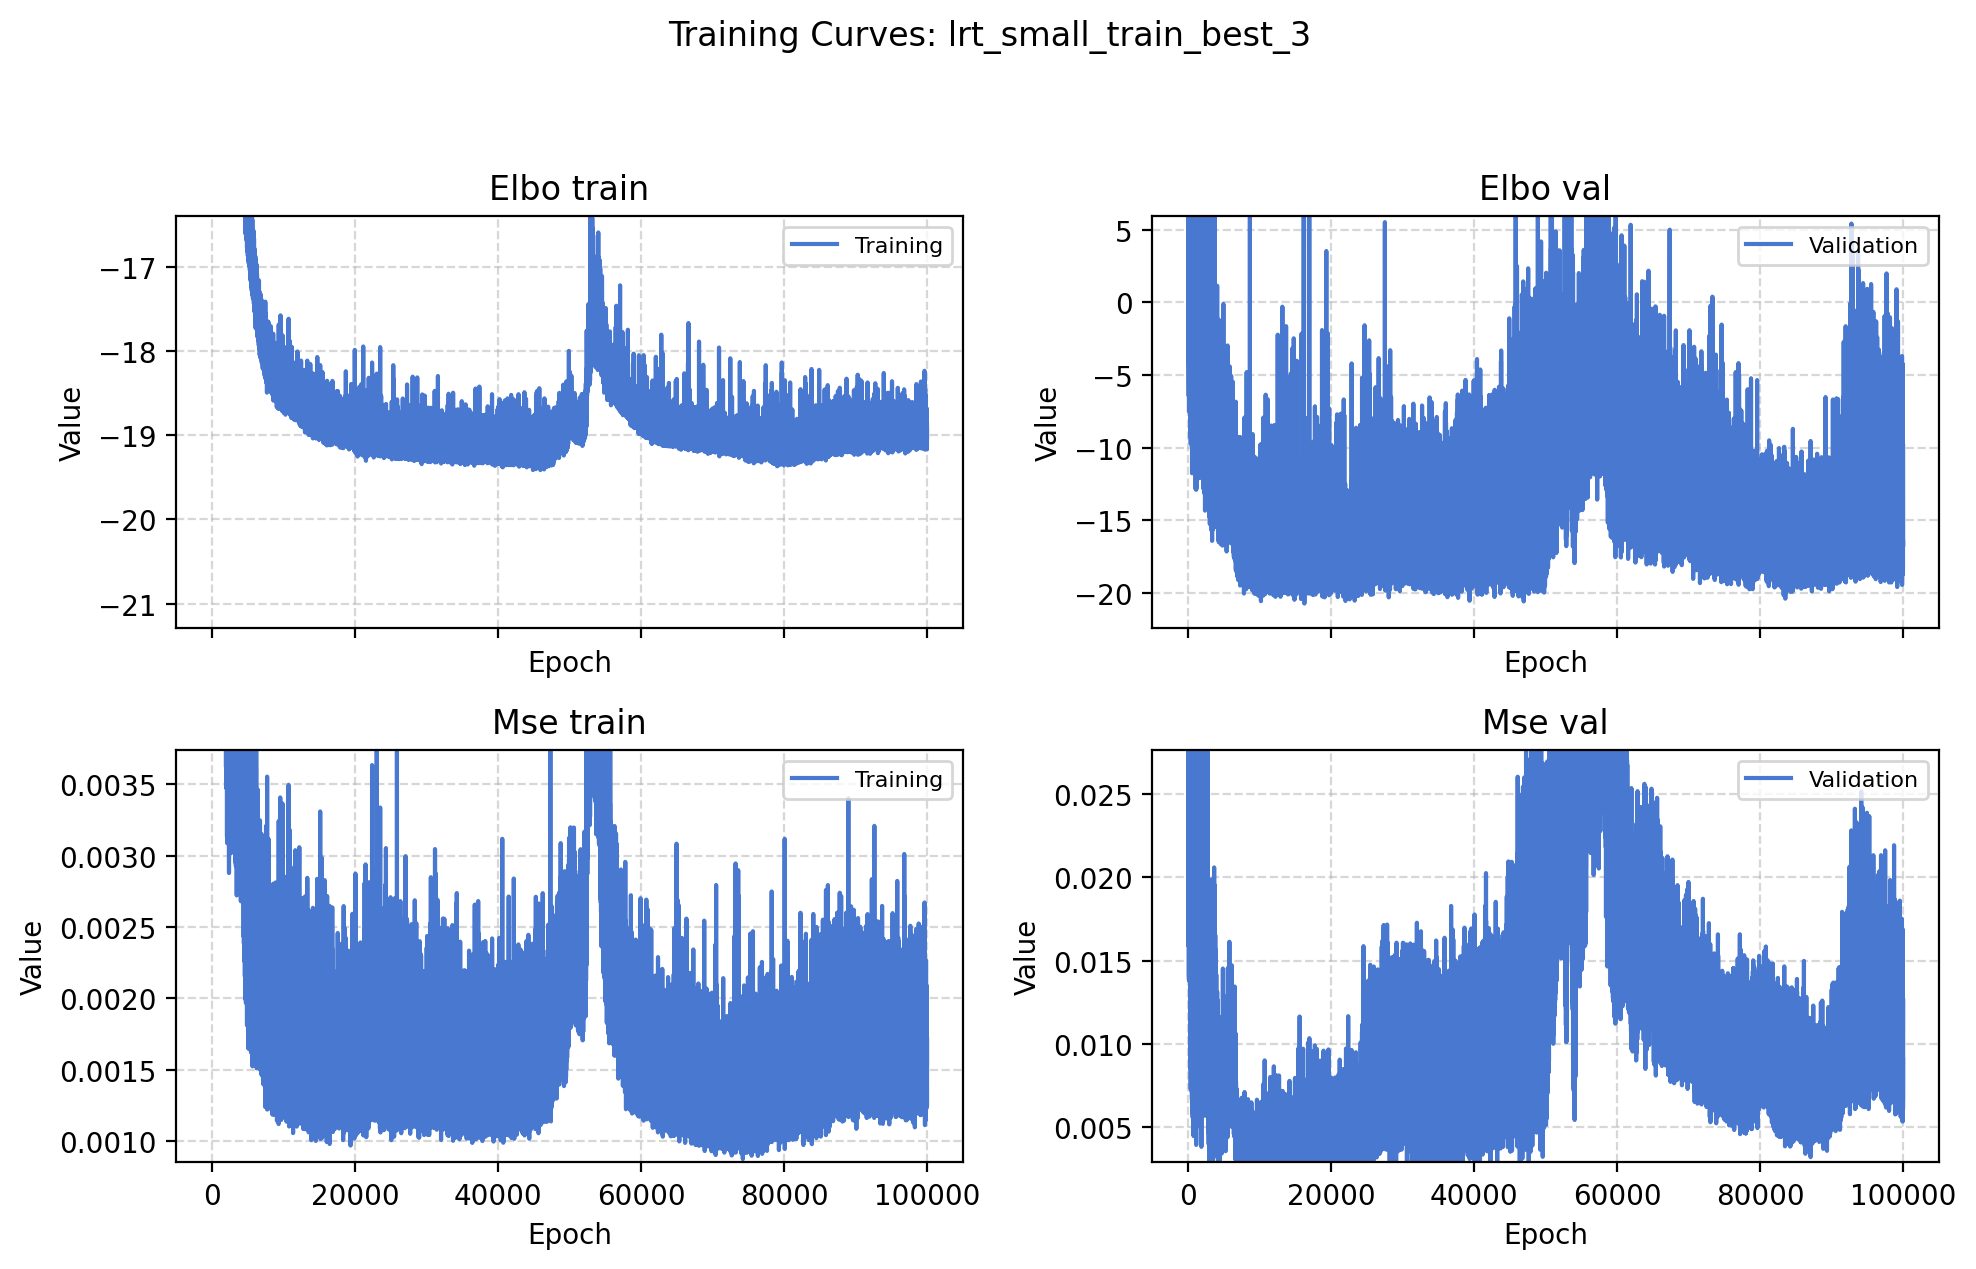 Training Curves: lrt_small_train_best_3
Elbo train
Elbo val
Training
Validation
Value
−17
−18
−19
−20
−21
Epoch
Value
5
0
−5
−10
−15
−20
Epoch
Mse train
Mse val
Training
Validation
Value
0.0035
0.0030
0.0025
0.0020
0.0015
0.0010
0 20000 40000 60000 80000 100000
Epoch
Value
0.025
0.020
0.015
0.010
0.005
0 20000 40000 60000 80000 100000
Epoch